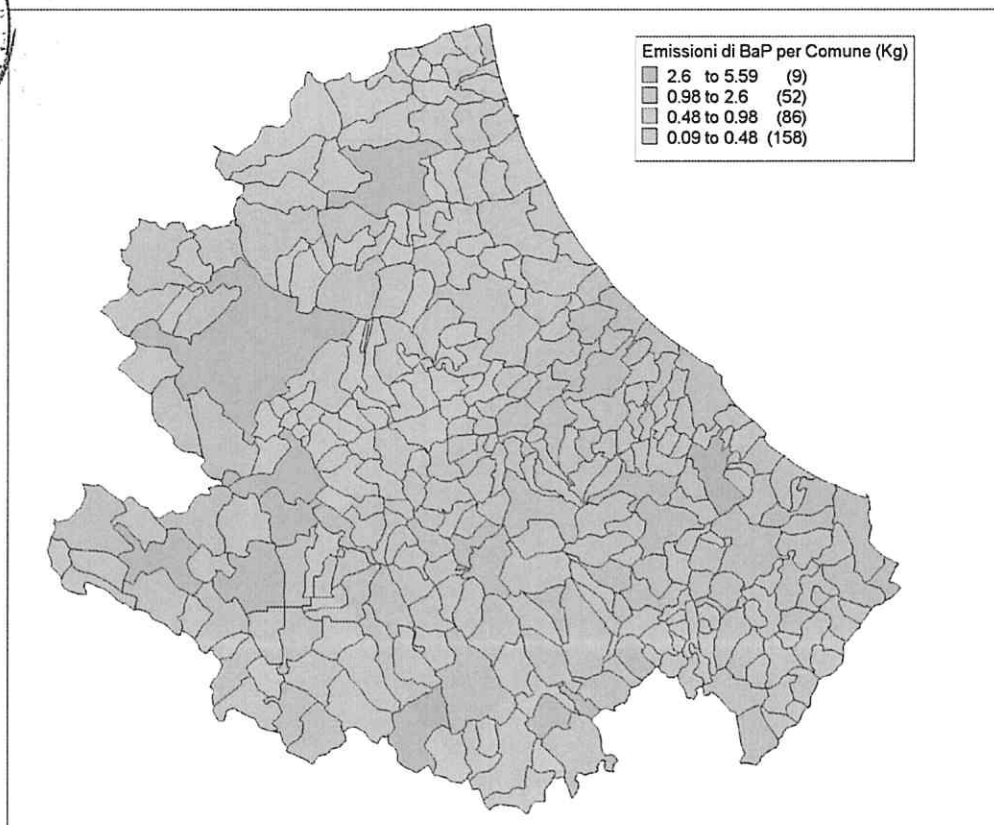 Emissioni di BaP per Comune (Kg)
2.6 to 5.59 (9)
0.98 to 2.6 (52)
0.48 to 0.98 (86)
0.09 to 0.48 (158)